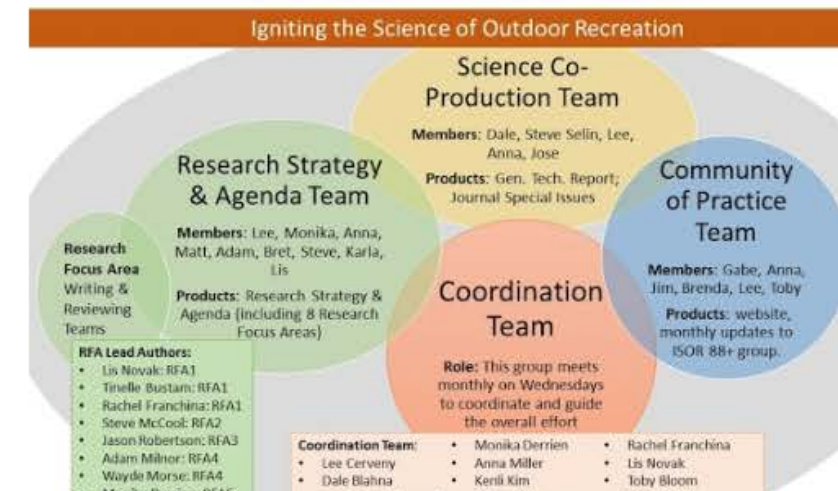 Igniting the Science of Outdoor Recreation
Science Co-
Production Team
Members: Dale, Steve Selin, Lee,
Anna, Jose
Products: Gen. Tech. Report;
Journal Special Issues
Research Strategy
& Agenda Team
Members: Lee, Monika, Anna,
Matt, Adam, Bret, Steve, Karla,
Lis
Products: Research Strategy &
Agenda (including 8 Research
Focus Areas)
Community
of Practice
Team
Members: Gabe, Anna,
Jim, Brenda, Lee, Toby
Products: website,
monthly updates to
ISOR 88+ group.
Research
Focus Area
Writing &
Reviewing
Teams
Coordination
Team
Role: This group meets
monthly on Wednesdays
to coordinate and guide
the overall effort
RFA Lead Authors:
• Lis Novak: RFA1
• Tinelle Bustam: RFA1
• Rachel Franchina: RFA1
• Steve McCool: RFA2
• Jason Robertson: RFA3
• Adam Milnor: RFA4
• Wayde Morse: RFA4
Coordination Team:
• Lee Cerveny
• Dale Blahna
• Monika Derrien
• Anna Miller
• Kenli Kim
• Rachel Franchina
• Lis Novak
• Toby Bloom